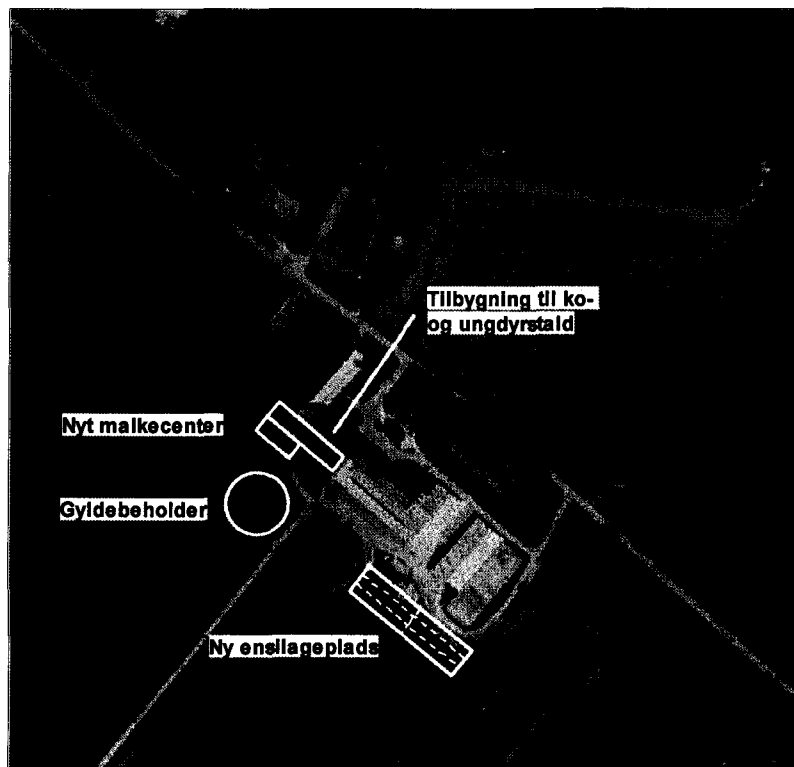 Tilbygning til ko-
og ungdyrstald
Nyt malkecenter
Gyldebeholder
Ny ensilageplads